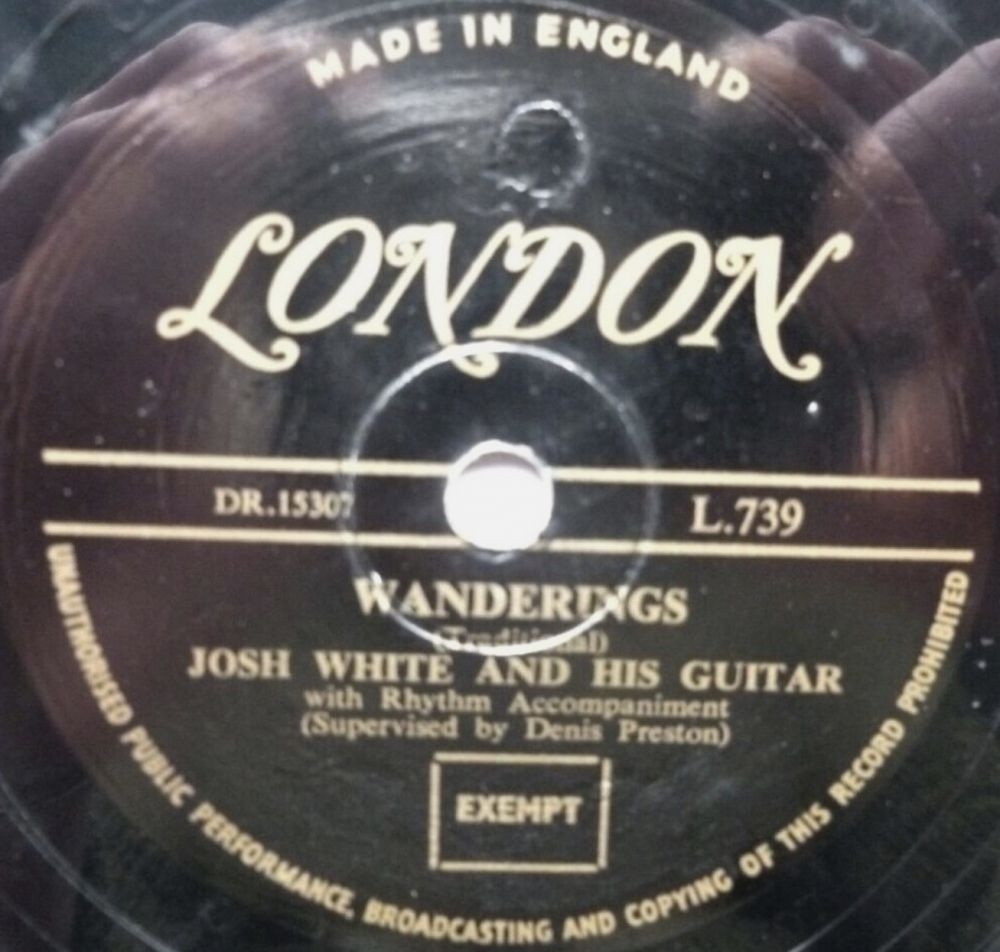 MADE IN ENGLAND
LONDON
DR.15307
L.739
WANDERINGS
(Traditional)
JOSH WHITE AND HIS GUITAR
with Rhythm Accompaniment
(Supervised by Denis Preston)
EXEMPT
UNAUTHORISED PUBLIC PERFORMANCE, BROADCASTING AND COPYING OF THIS RECORD PROHIBITED